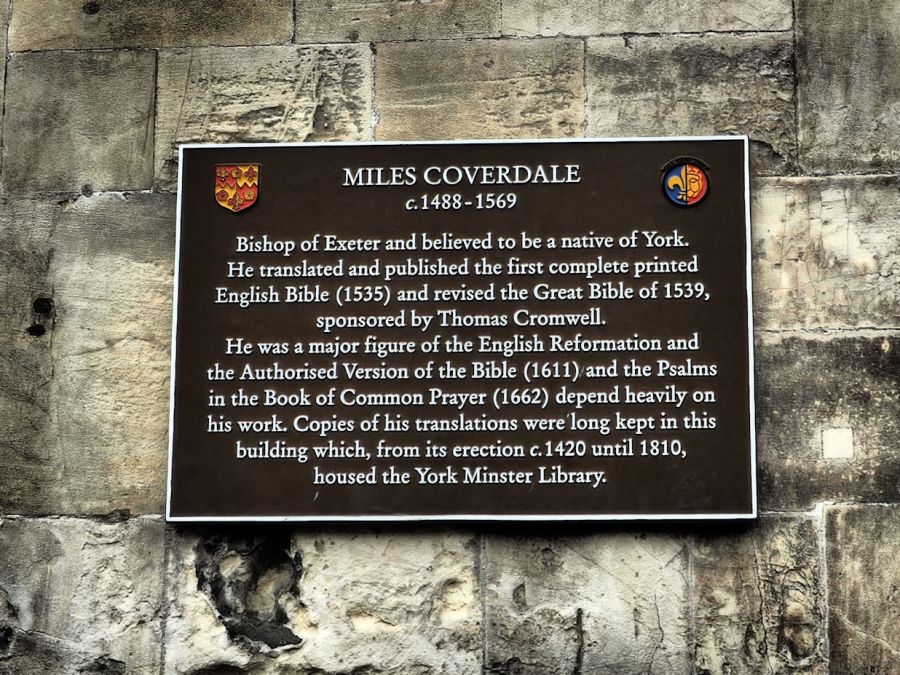 MILES COVERDALE
c.1488-1569
Bishop of Exeter and believed to be a native of York.
He translated and published the first complete printed
English Bible (1535) and revised the Great Bible of 1539,
sponsored by Thomas Cromwell.
He was a major figure of the English Reformation and
the Authorised Version of the Bible (1611) and the Psalms
in the Book of Common Prayer (1662) depend heavily on
his work. Copies of his translations were long kept in this
building which, from its erection c.1420 until 1810,
housed the York Minster Library.